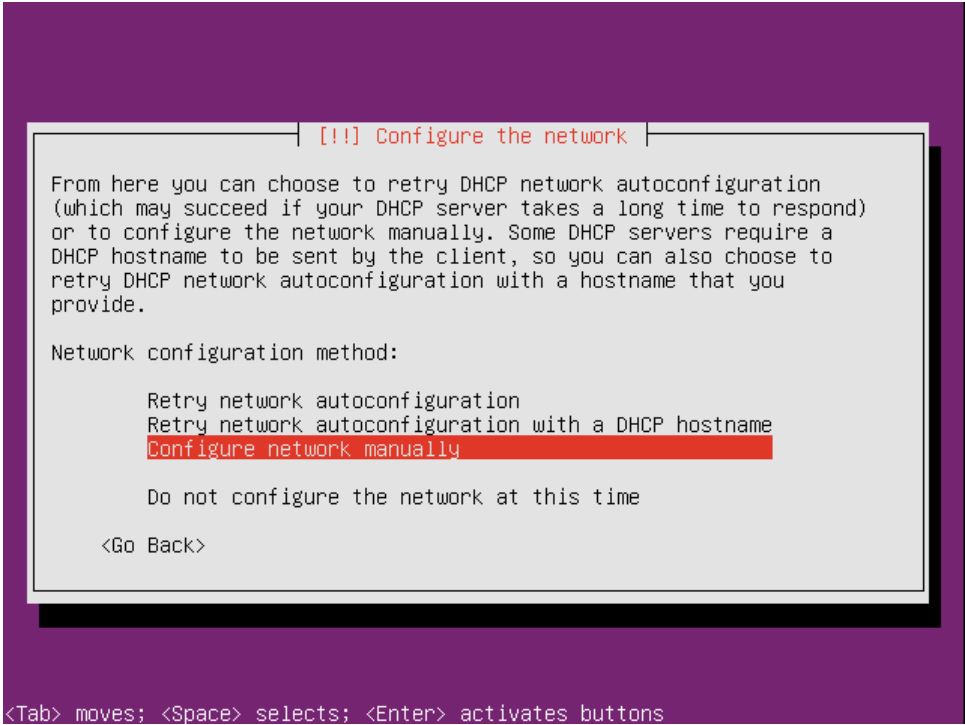 [!!] Configure the network
From here you can choose to retry DHCP network autoconfiguration
(which may succeed if your DHCP server takes a long time to respond)
or to configure the network manually. Some DHCP servers require a
DHCP hostname to be sent by the client, so you can also choose to
retry DHCP network autoconfiguration with a hostname that you
provide.
Network configuration method:
Retry network autoconfiguration
Retry network autoconfiguration with a DHCP hostname
Configure network manually
Do not configure the network at this time
<Go Back>
<Tab> moves; <Space> selects; <Enter> activates buttons